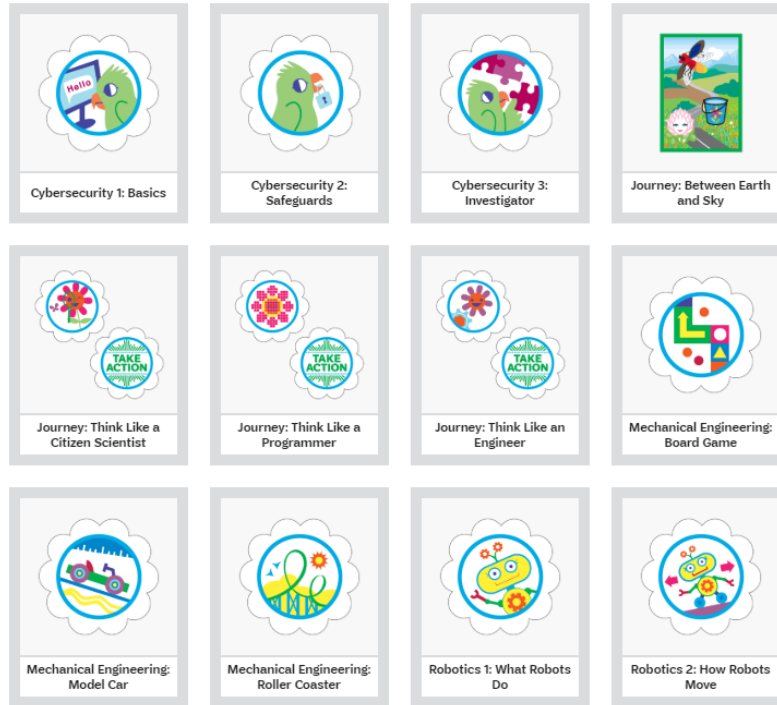 Hello
Cybersecurity 1: Basics
Cybersecurity 2:
Safeguards
Cybersecurity 3:
Investigator
Journey: Between Earth
and Sky
TAKE
ACTION
Journey: Think Like a
Citizen Scientist
TAKE
ACTION
Journey: Think Like a
Programmer
TAKE
ACTION
Journey: Think Like an
Engineer
Mechanical Engineering:
Board Game
Mechanical Engineering:
Model Car
Mechanical Engineering:
Roller Coaster
Robotics 1: What Robots
Do
Robotics 2: How Robots
Move